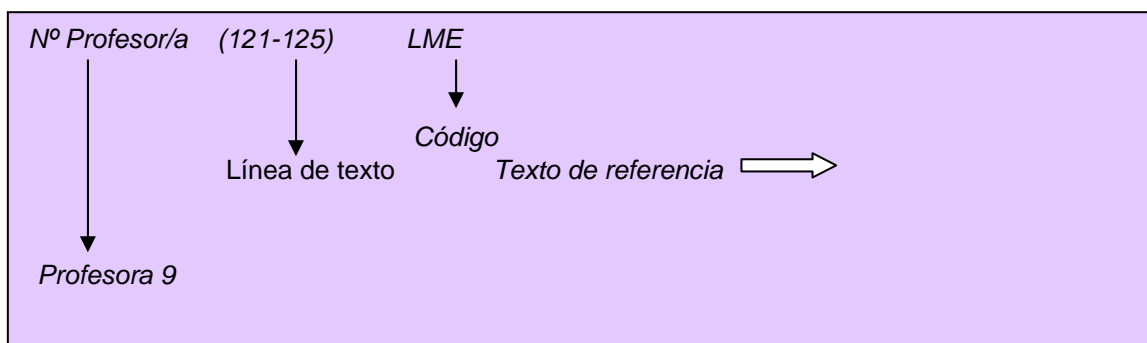 Nº Profesor/a (121-125) LME
Código
Línea de texto Texto de referencia
Profesora 9